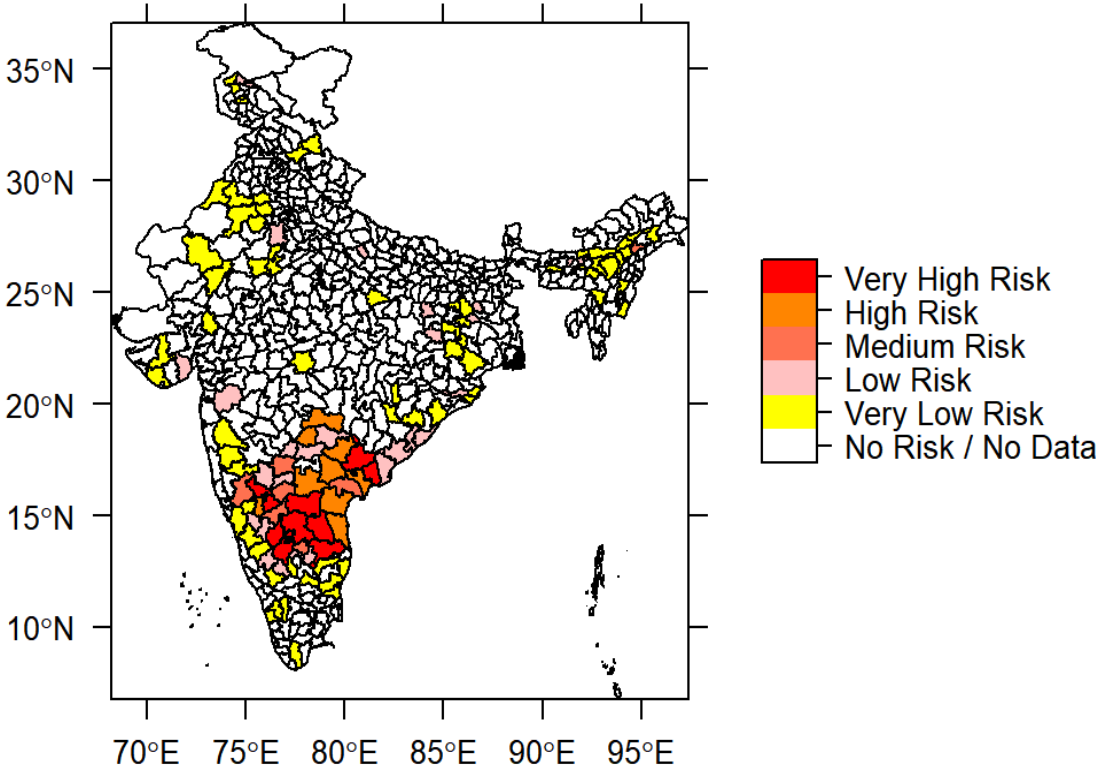 35°N
30°N
25°N
20°N
15°N
10°N
70°E 75°E 80°E 85°E 90°E 95°E
Very High Risk
High Risk
Medium Risk
Low Risk
Very Low Risk
No Risk / No Data